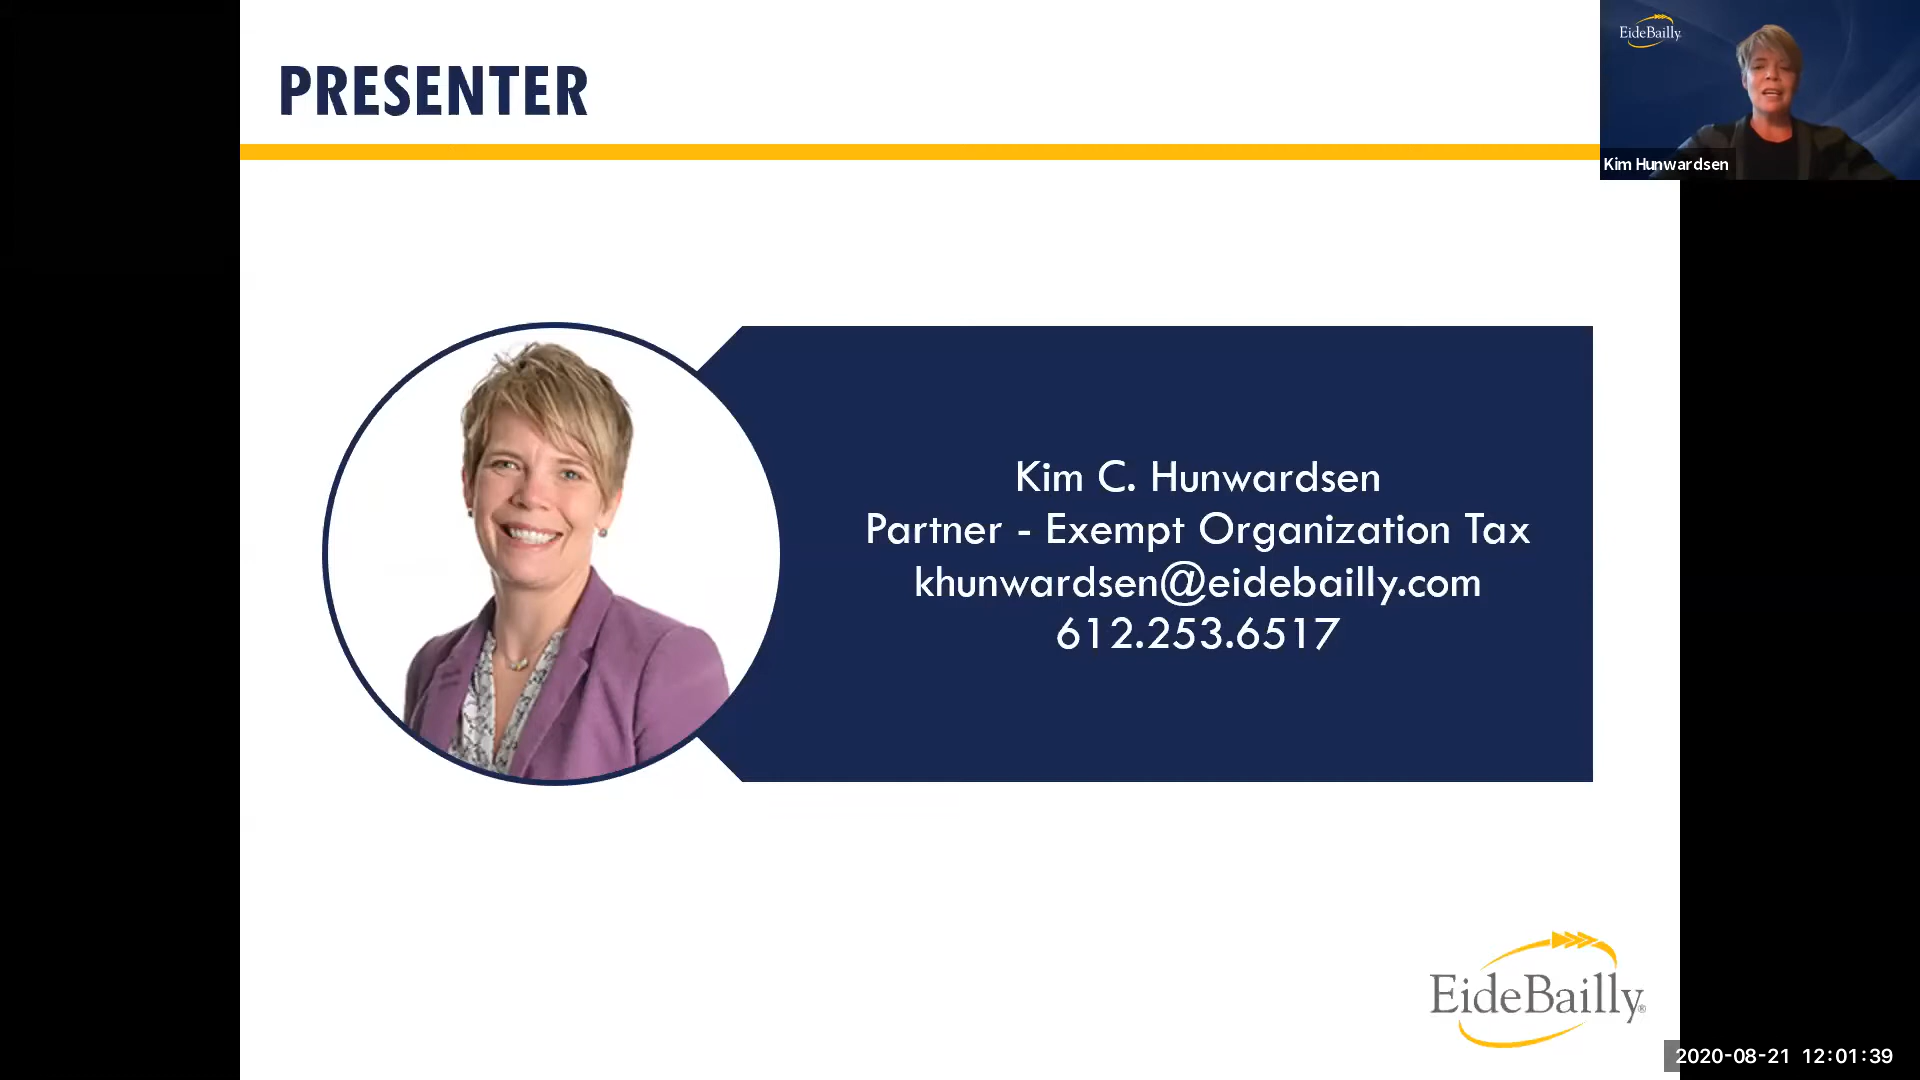 PRESENTER
EideBailly
Kim Hunwardsen
Kim C. Hunwardsen
Partner - Exempt Organization Tax
khunwardsen@eidebailly.com
612.253.6517
EideBailly®
2020-08-21 12:01:39